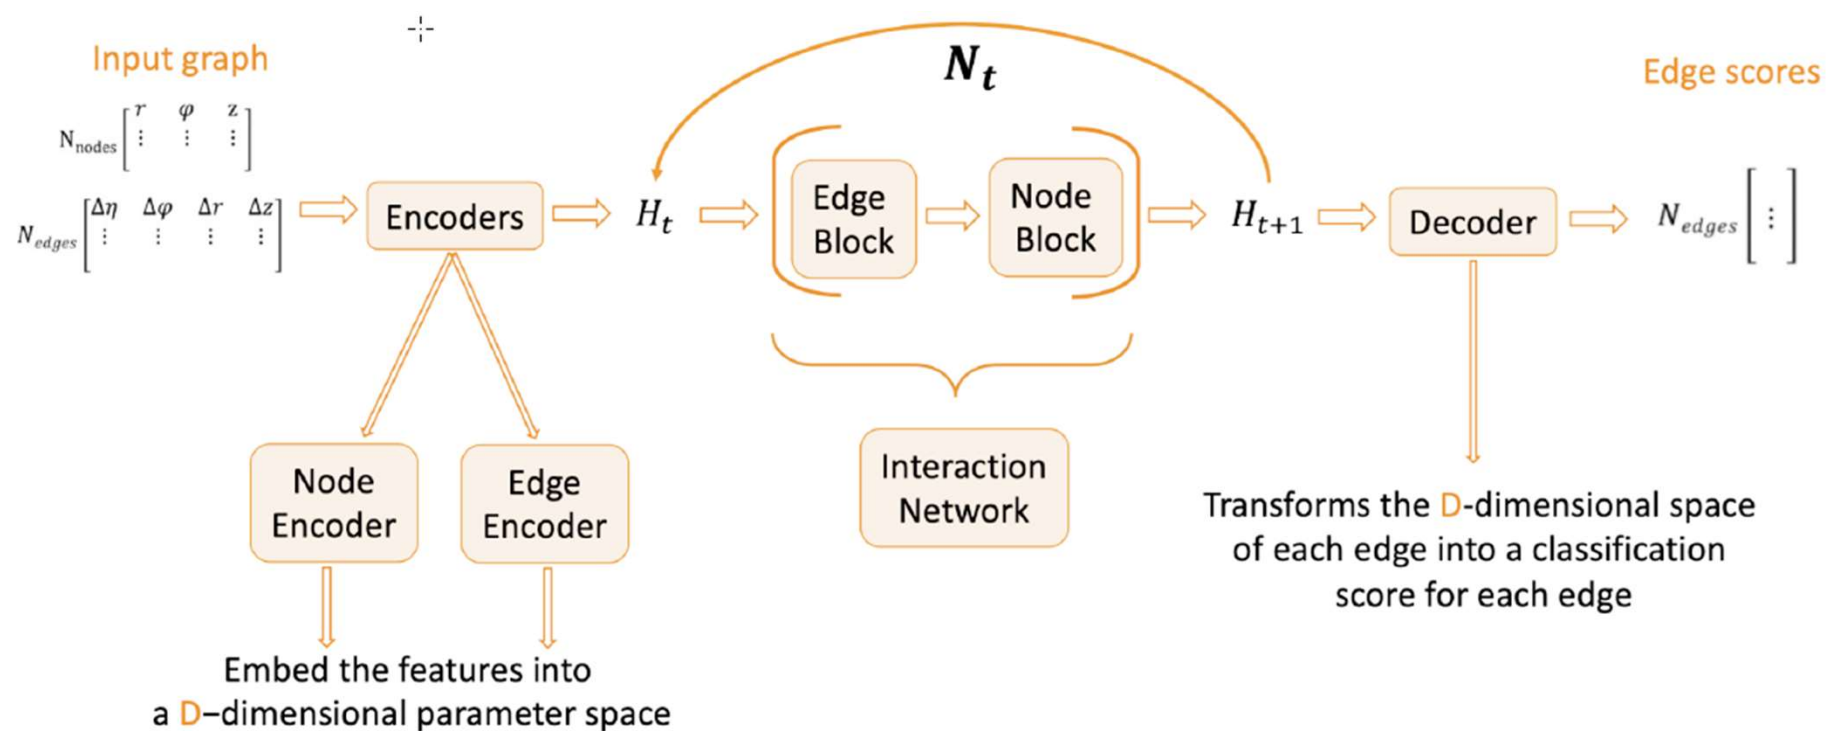 Input graph
N_nodes [r φ z
⋮ ⋮ ⋮]
N_edges [Δη Δφ Δr Δz
⋮ ⋮ ⋮ ⋮]
Encoders
H_t
N_t
Edge
Block
Node
Block
H_{t+1}
Decoder
Edge scores
N_edges [⋮]
Node
Encoder
Edge
Encoder
Embed the features into
a D–dimensional parameter space
Interaction
Network
Transforms the D-dimensional space
of each edge into a classification
score for each edge